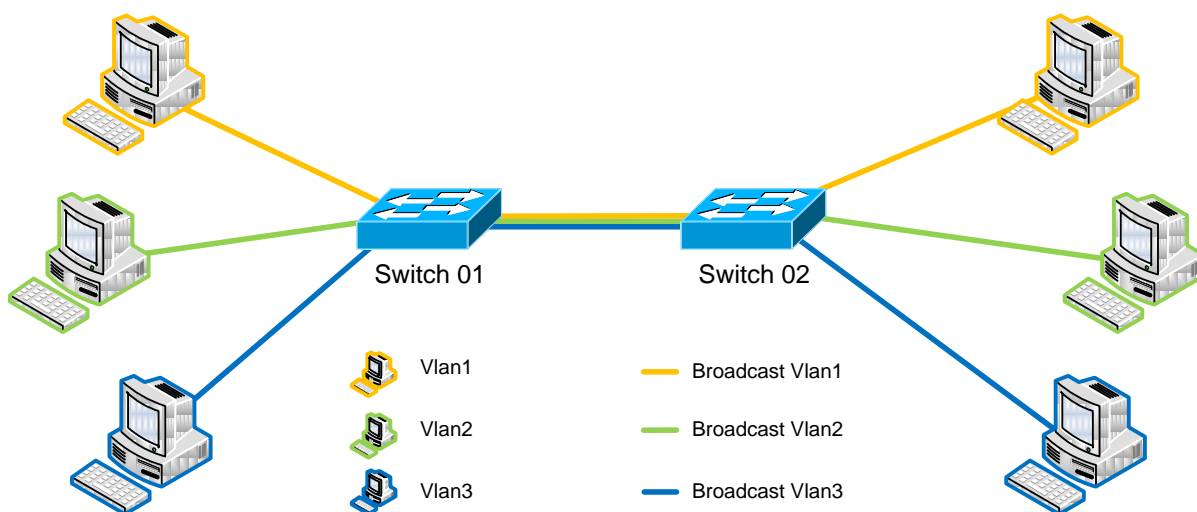 Switch 01
Switch 02
Vlan1
Broadcast Vlan1
Vlan2
Broadcast Vlan2
Vlan3
Broadcast Vlan3